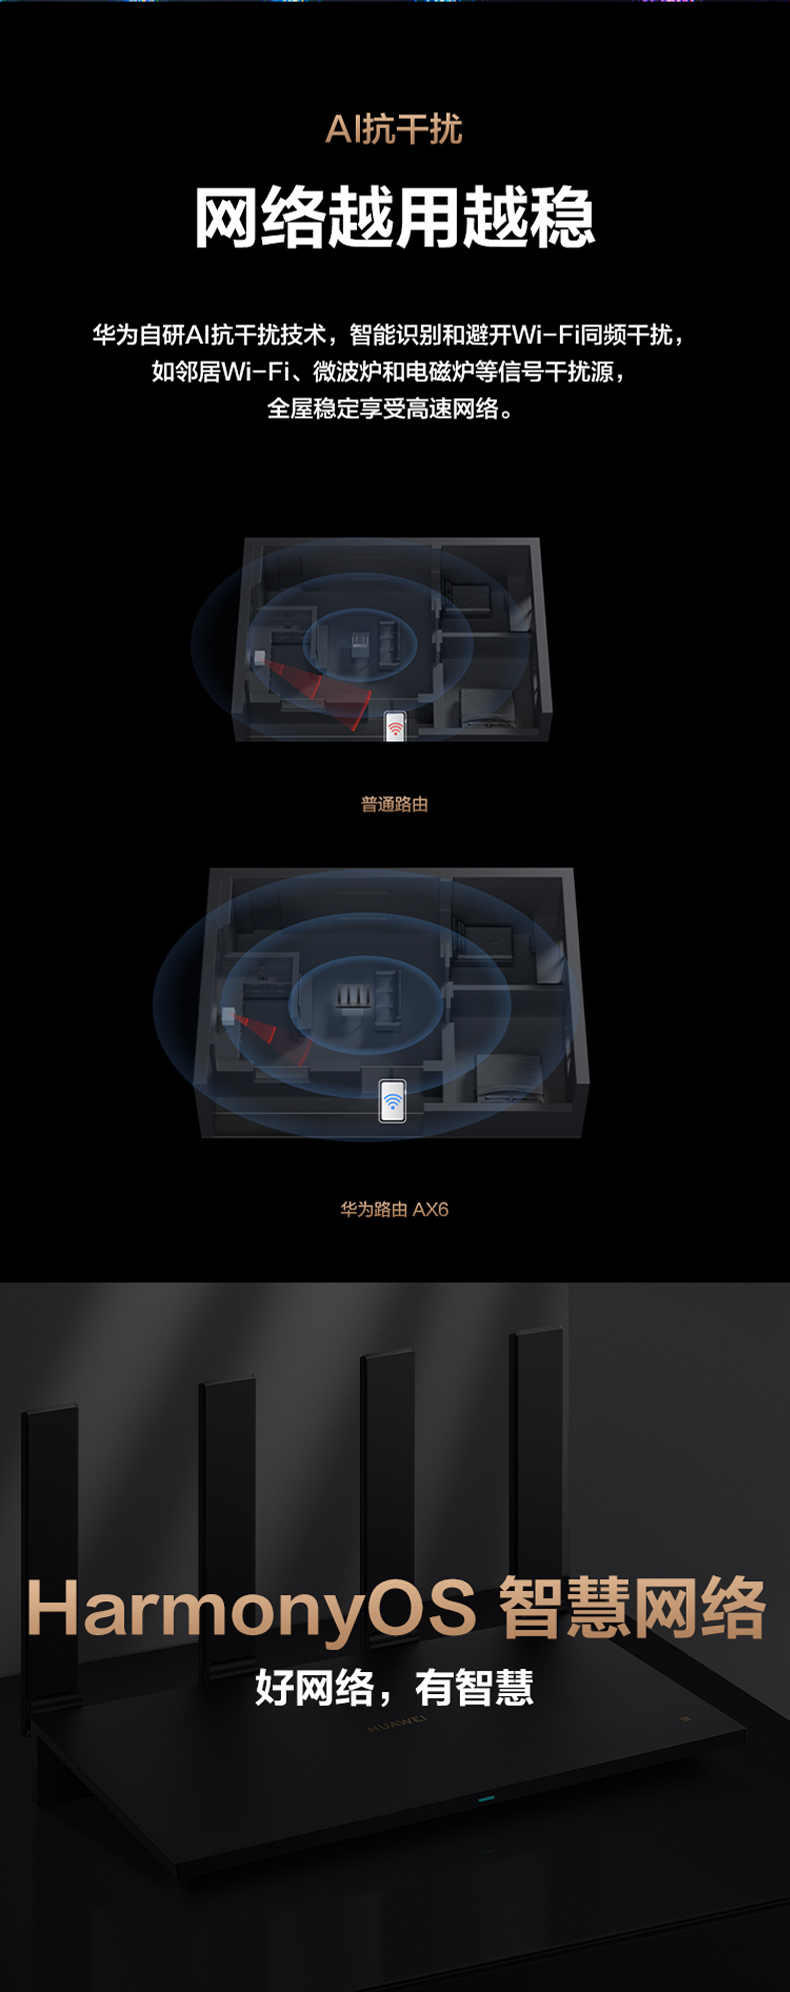 AI抗干扰
网络越用越稳
华为自研AI抗干扰技术，智能识别和避开Wi-Fi同频干扰，
如邻居Wi-Fi、微波炉和电磁炉等信号干扰源，
全屋稳定享受高速网络。
普通路由
华为路由 AX6
HarmonyOS 智慧网络
好网络，有智慧
HUAWEI